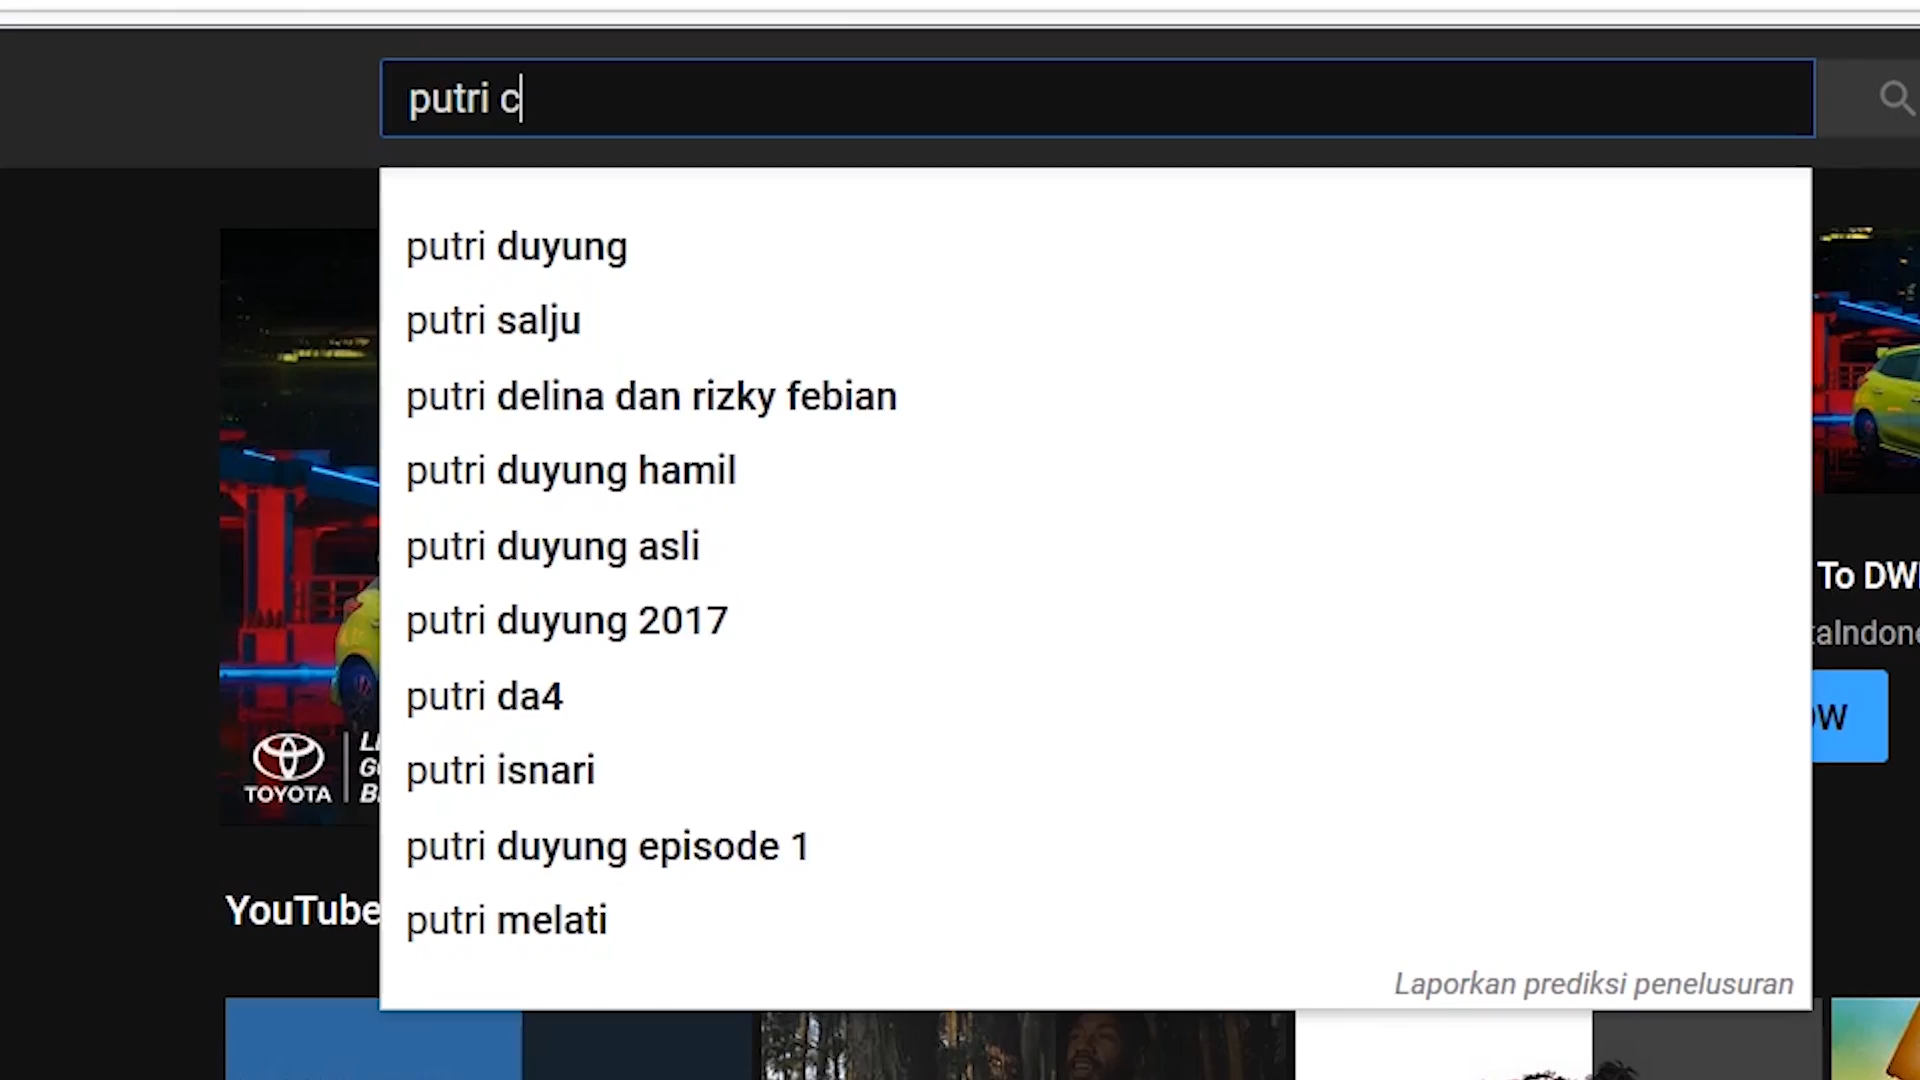 putri c
putri duyung
putri salju
putri delina dan rizky febian
putri duyung hamil
putri duyung asli
putri duyung 2017
putri da4
putri isnari
putri duyung episode 1
putri melati
Laporkan prediksi penelusuran
To DW
TOYOTA
YouTube